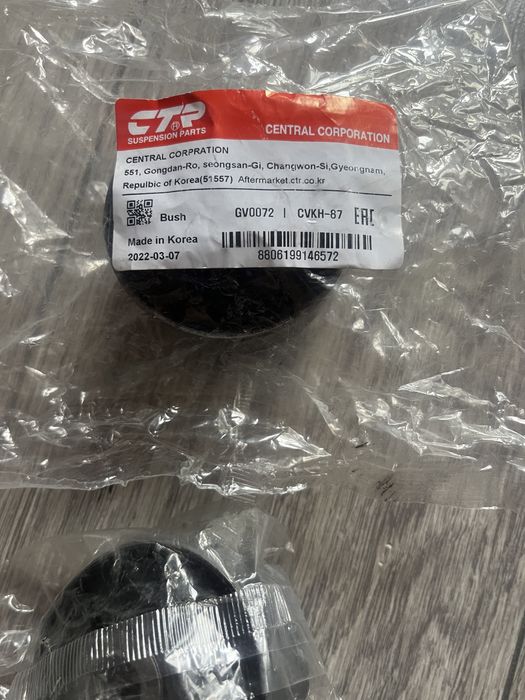 CTR
SUSPENSION PARTS
CENTRAL CORPORATION
CENTRAL CORPRATION
551, Gongdan-Ro, seongsan-Gi, Changwon-Si,Gyeongnam,
Repulbic of Korea(51557) Aftermarket.ctr.co.kr
Bush GV0072 | CVKH-87 EAC
Made in Korea
2022-03-07 8806199146572